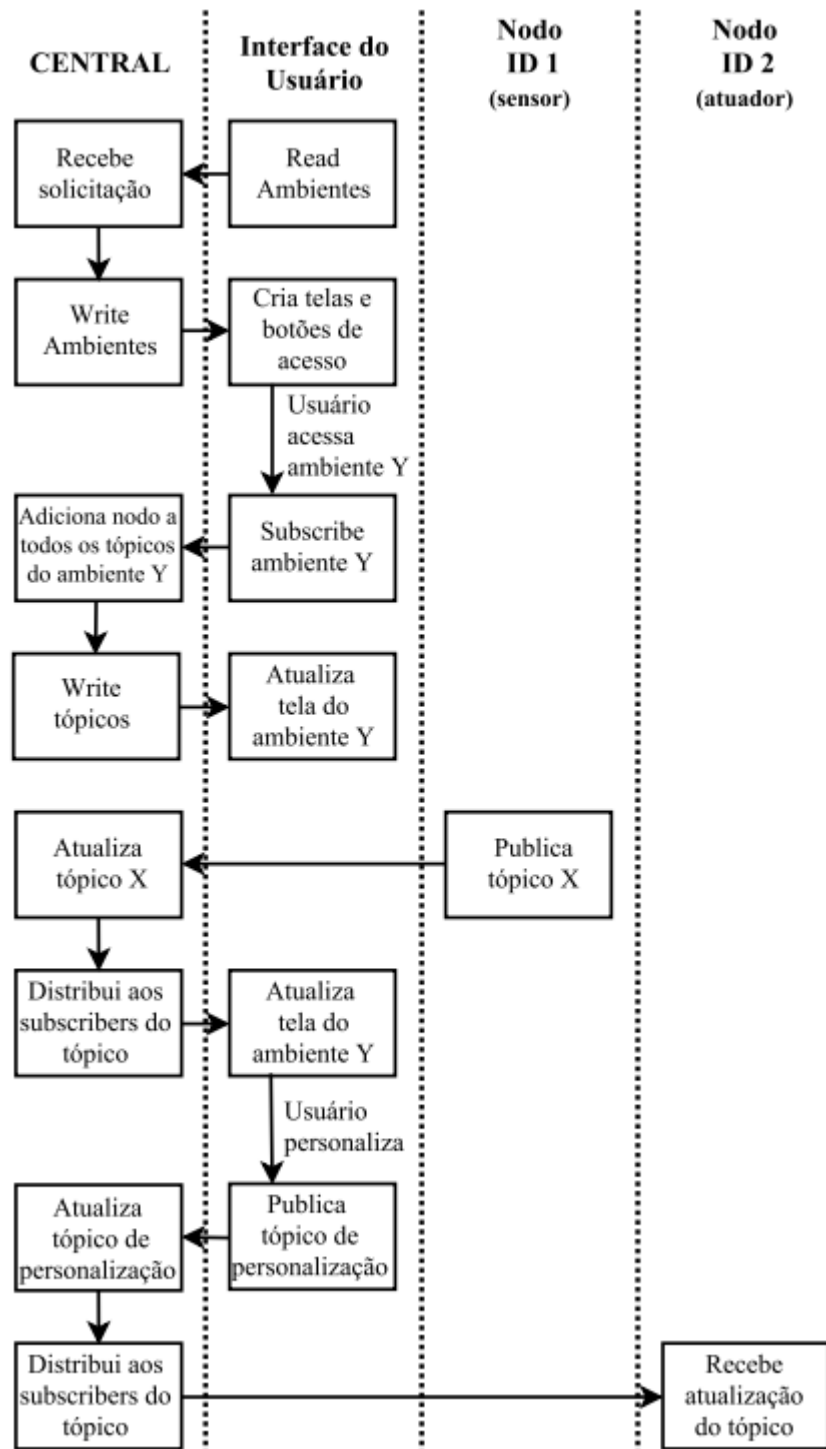 CENTRAL
Interface do
Usuário
Nodo
ID 1
(sensor)
Nodo
ID 2
(atuador)
Recebe
solicitação
Read
Ambientes
Write
Ambientes
Cria telas e
botões de
acesso
Usuário
acessa
ambiente Y
Adiciona nodo a
todos os tópicos
do ambiente Y
Subscribe
ambiente Y
Write
tópicos
Atualiza
tela do
ambiente Y
Atualiza
tópico X
Publica
tópico X
Distribui aos
subscribers do
tópico
Atualiza
tela do
ambiente Y
Usuário
personaliza
Atualiza
tópico de
personalização
Publica
tópico de
personalização
Distribui aos
subscribers do
tópico
Recebe
atualização
do tópico